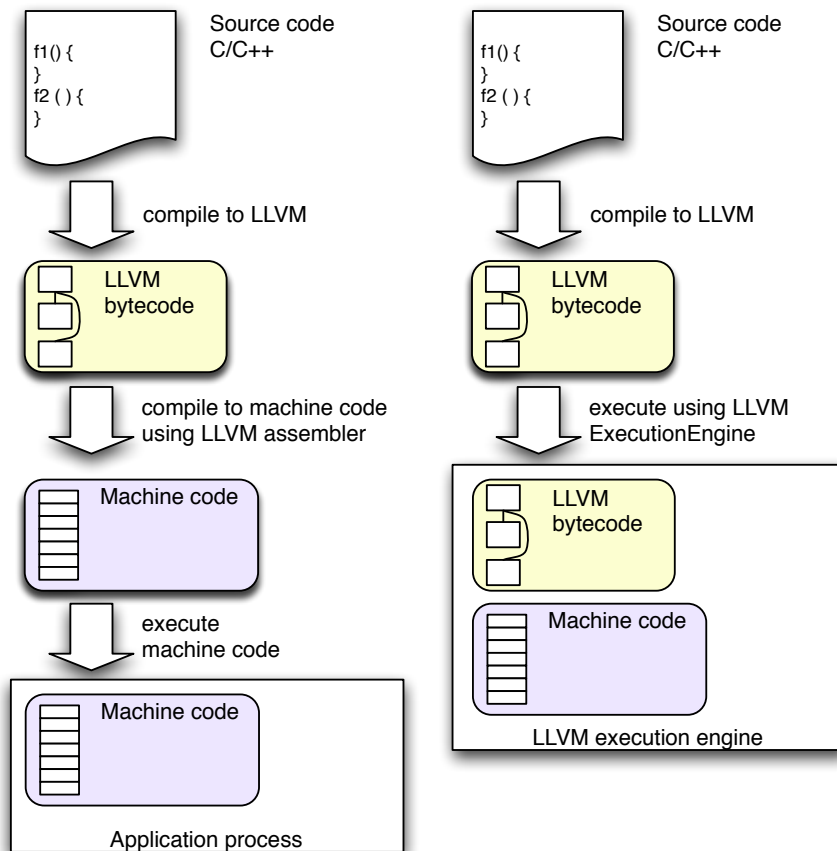 f1() {
}
f2 ( ) {
}
Source code
C/C++
compile to LLVM
LLVM
bytecode
compile to machine code
using LLVM assembler
Machine code
execute
machine code
Machine code
Application process
f1() {
}
f2 ( ) {
}
Source code
C/C++
compile to LLVM
LLVM
bytecode
execute using LLVM
ExecutionEngine
LLVM
bytecode
Machine code
LLVM execution engine